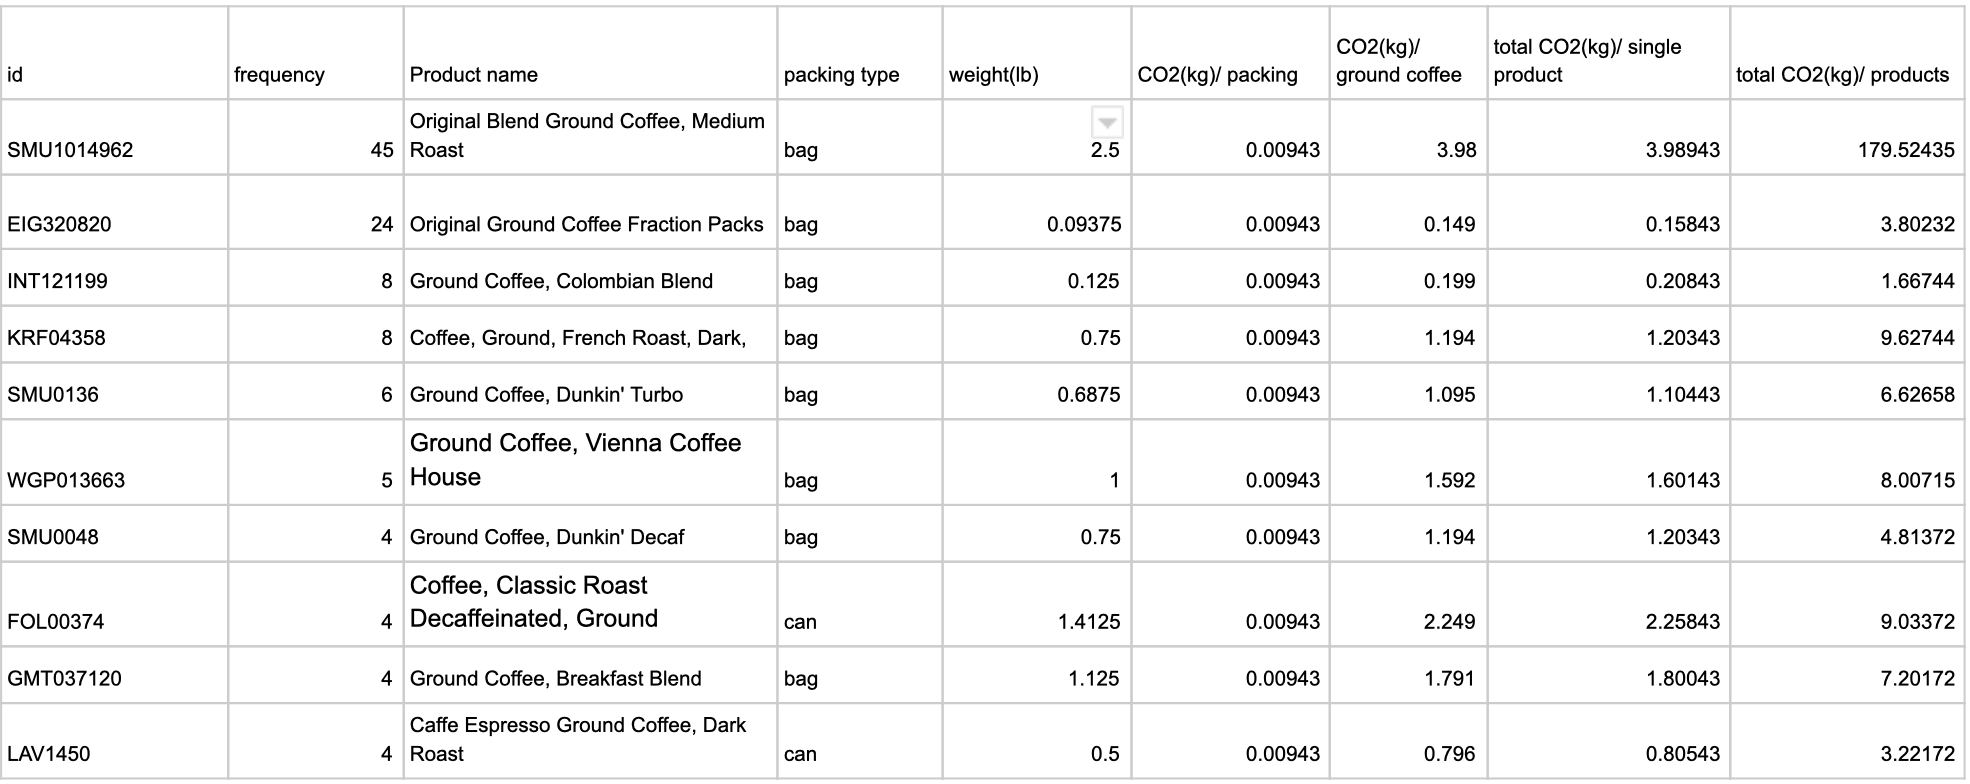 id frequency Product name packing type weight(lb) CO2(kg)/ packing CO2(kg)/ ground coffee total CO2(kg)/ single product total CO2(kg)/ products
SMU1014962 45 Original Blend Ground Coffee, Medium Roast bag 2.5 0.00943 3.98 3.98943 179.52435
EIG320820 24 Original Ground Coffee Fraction Packs bag 0.09375 0.00943 0.149 0.15843 3.80232
INT121199 8 Ground Coffee, Colombian Blend bag 0.125 0.00943 0.199 0.20843 1.66744
KRF04358 8 Coffee, Ground, French Roast, Dark, bag 0.75 0.00943 1.194 1.20343 9.62744
SMU0136 6 Ground Coffee, Dunkin' Turbo bag 0.6875 0.00943 1.095 1.10443 6.62658
WGP013663 5 Ground Coffee, Vienna Coffee House bag 1 0.00943 1.592 1.60143 8.00715
SMU0048 4 Ground Coffee, Dunkin' Decaf bag 0.75 0.00943 1.194 1.20343 4.81372
FOL00374 4 Coffee, Classic Roast Decaffeinated, Ground can 1.4125 0.00943 2.249 2.25843 9.03372
GMT037120 4 Ground Coffee, Breakfast Blend bag 1.125 0.00943 1.791 1.80043 7.20172
LAV1450 4 Caffe Espresso Ground Coffee, Dark Roast can 0.5 0.00943 0.796 0.80543 3.22172